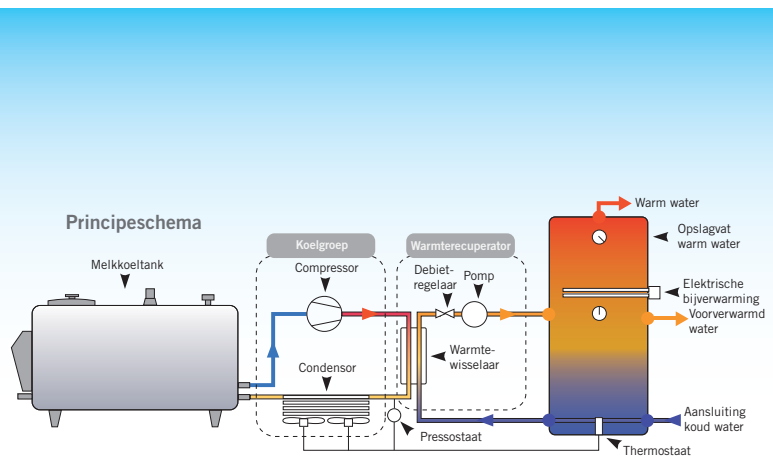 Principeschema
Melkkoeltank
Koelgroep
Compressor
Condensor
Warmterecuperator
Debiet-
regelaar
Pomp
Warmte-
wisselaar
Pressostaat
Warm water
Opslagvat
warm water
Elektrische
bijverwarming
Voorverwarmd
water
Aansluiting
koud water
Thermostaat